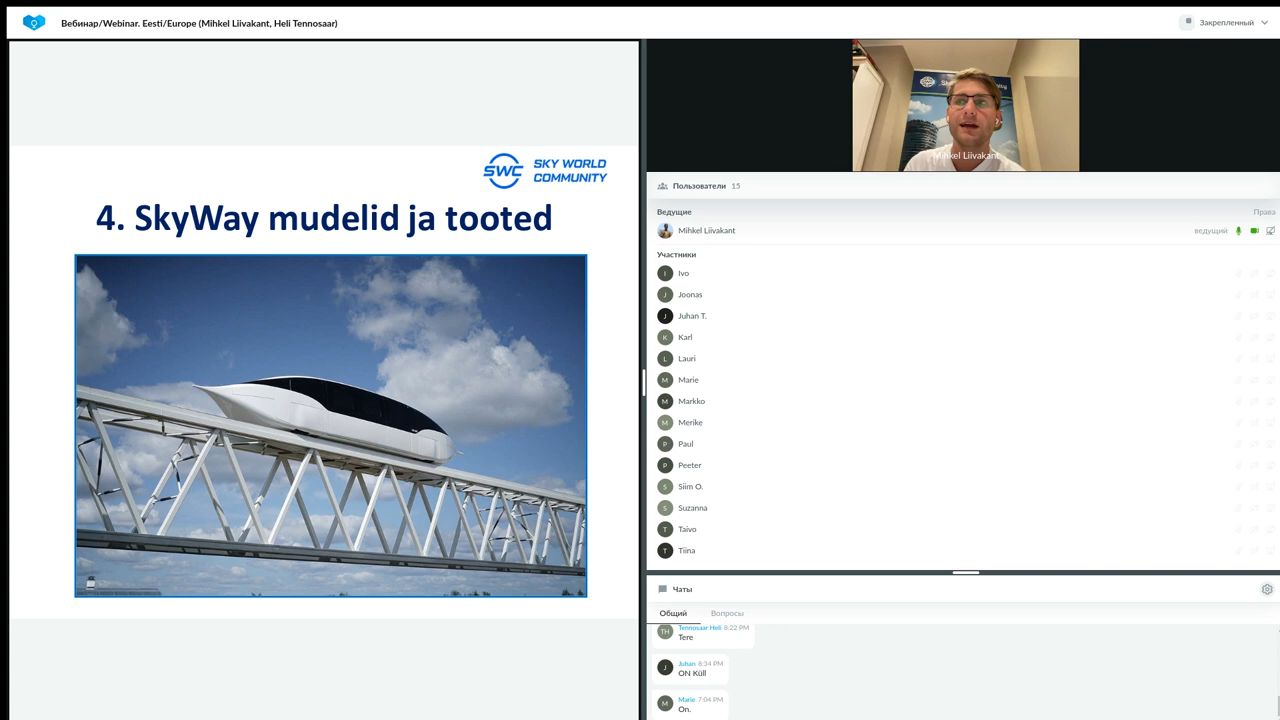 Вебинар/Webinar. Eesti/Europe (Mihkel Liivakant, Heli Tennosaar)
Закрепленный
SWC SKY WORLD
COMMUNITY
4. SkyWay mudelid ja tooted
Mihkel Liivakant
Пользователи 15
Ведущие Права
Mihkel Liivakant ведущий
Участники
I Ivo
J Joonas
J Juhan T.
K Karl
L Lauri
M Marie
M Markko
M Merike
P Paul
P Peeter
S Siim O.
S Suzanna
T Taivo
T Tiina
Чаты
Общий Вопросы
TH Tennosaar Heli 8:22 PM
Tere
J Juhan 8:34 PM
ON Küll
M Marie 7:04 PM
On.